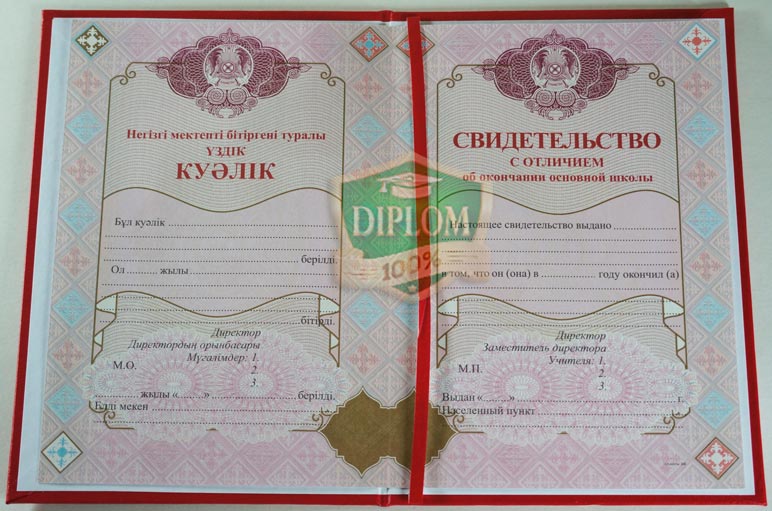 Негізгі мектепті бітіргені туралы
ҮЗДІК
КУӘЛІК
Бұл куәлік
берілді.
Ол ......... жылы
бітірді.
Директор
Директордың орынбасары
Мұғалімдер: 1.
М.О.
2.
3.
жылы «........» берілді.
Елді мекен
СВИДЕТЕЛЬСТВО
С ОТЛИЧИЕМ
об окончании основной школы
Настоящее свидетельство выдано
в том, что он (она) в ............ году окончил (а)
Директор
Заместитель директора
Учителя: 1.
М.П.
2.
3.
Выдан «........» г.
Населенный пункт
DIPLOM
100%